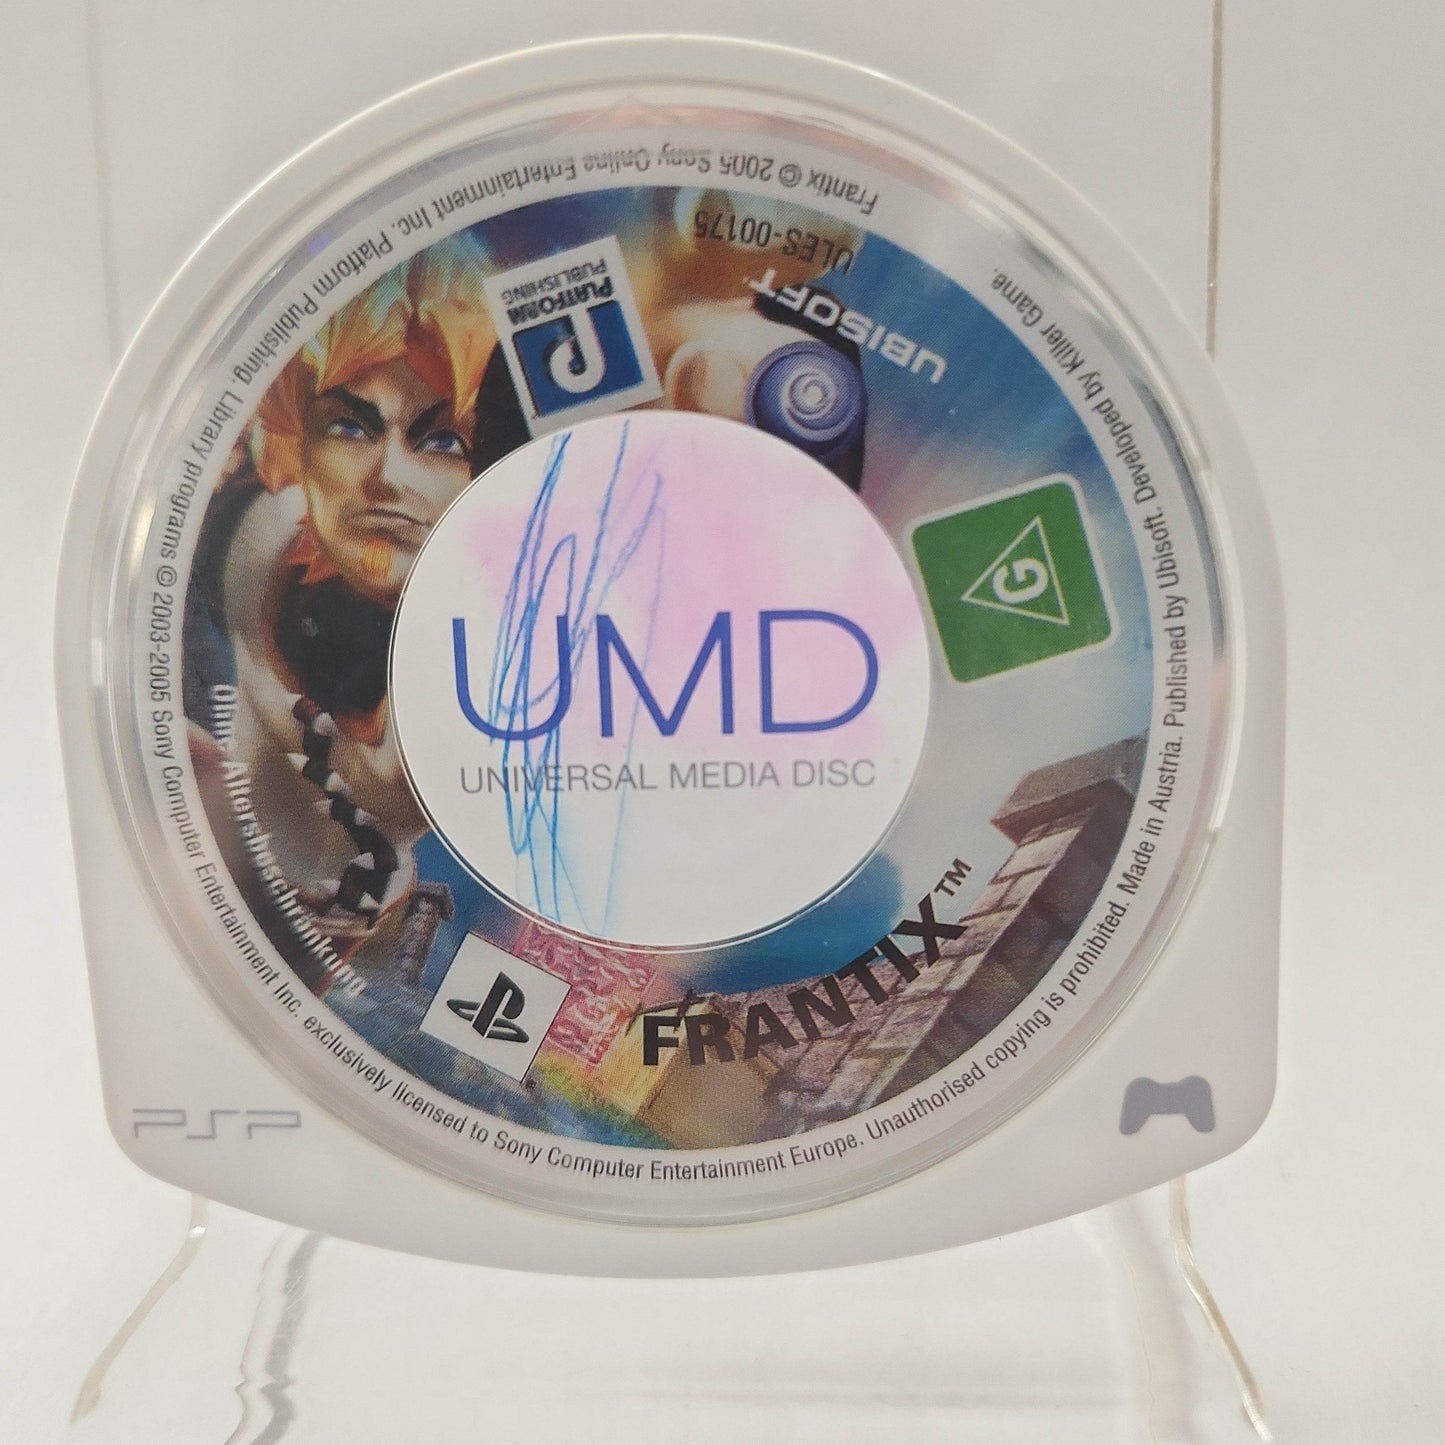 UMD
UNIVERSAL MEDIA DISC
FRANTIX™
UBISOFT
ULES-00175
PLATFORM
PUBLISHING
G
Ohne Altersbeschränkung
Frantix © 2005 Sony Online Entertainment Inc. Platform Publishing. Library programs © 2003-2005 Sony Computer Entertainment Inc. exclusively licensed to Sony Computer Entertainment Europe. Unauthorised copying is prohibited. Made in Austria. Published by Ubisoft. Developed by Killer Game.
PSP